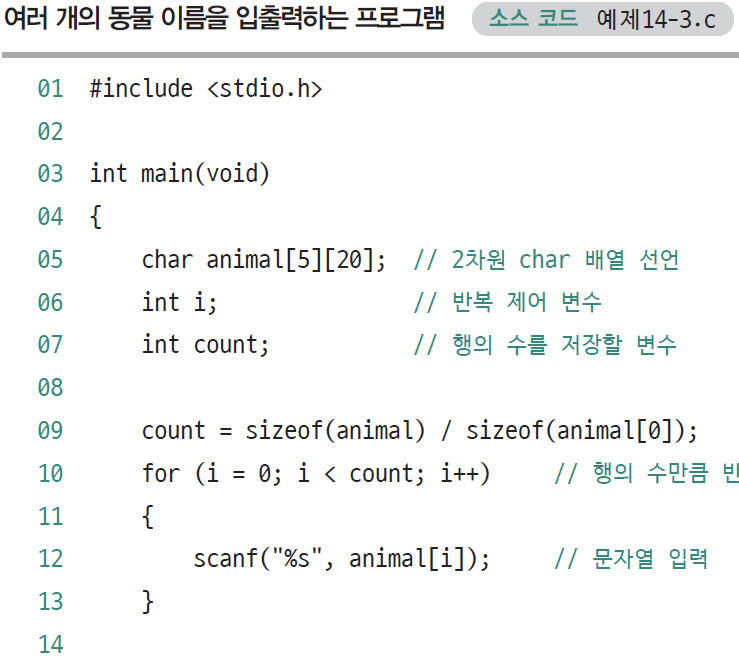 여러 개의 동물 이름을 입출력하는 프로그램 소스 코드 예제14-3.c
01 #include <stdio.h>
02
03 int main(void)
04 {
05 char animal[5][20]; // 2차원 char 배열 선언
06 int i; // 반복 제어 변수
07 int count; // 행의 수를 저장할 변수
08
09 count = sizeof(animal) / sizeof(animal[0]);
10 for (i = 0; i < count; i++) // 행의 수만큼
11 {
12 scanf("%s", animal[i]); // 문자열 입력
13 }
14